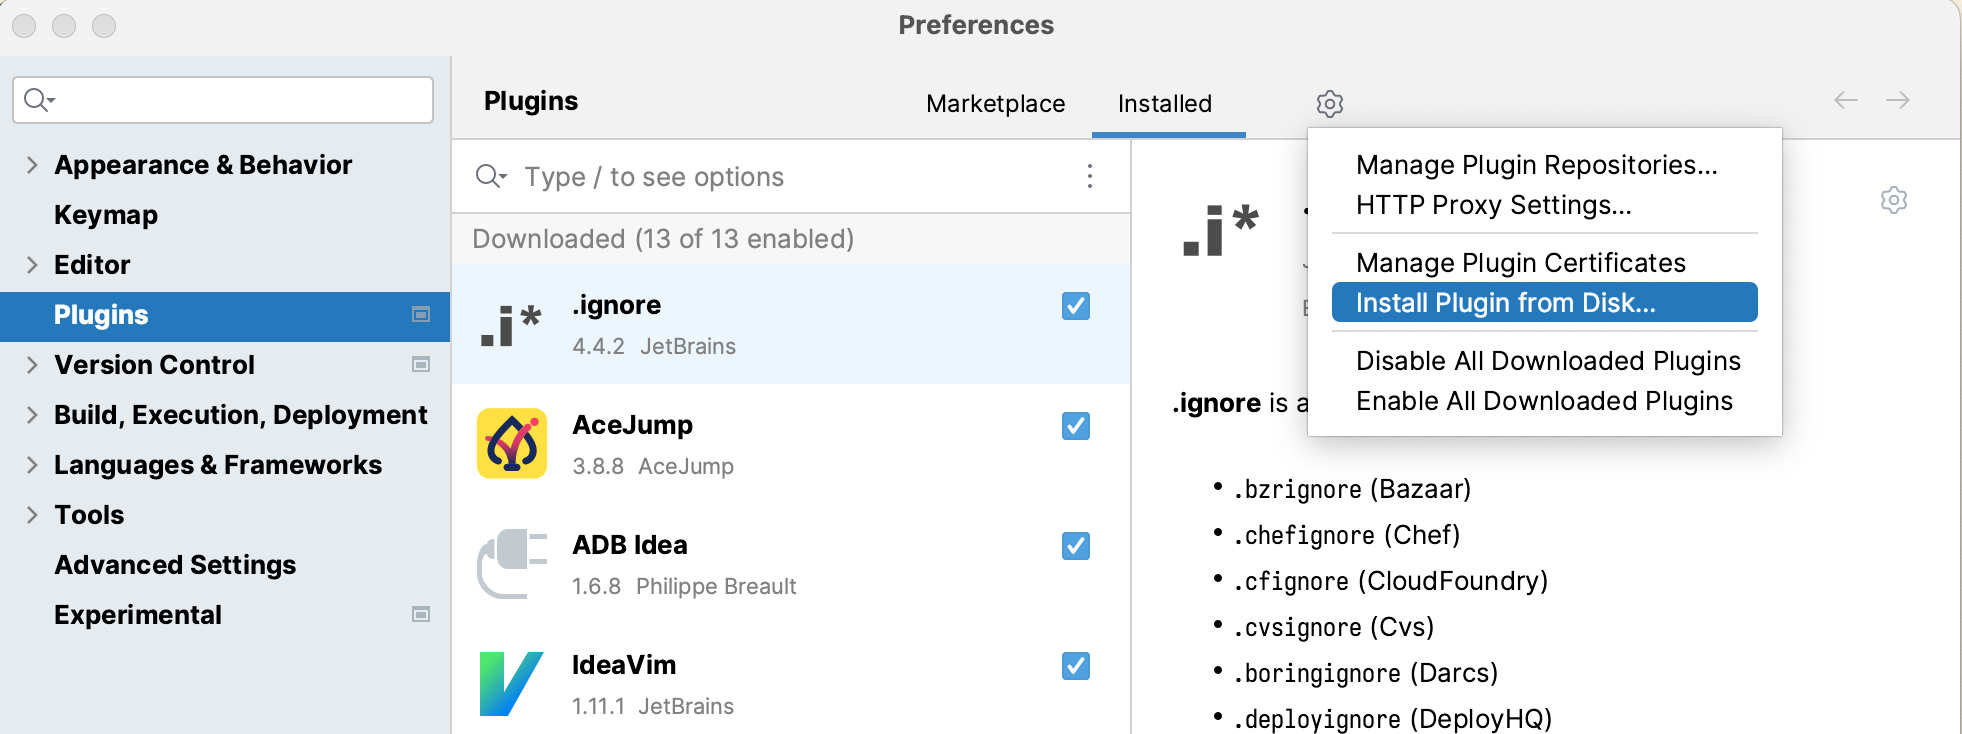 Preferences
Plugins
Marketplace
Installed
Appearance & Behavior
Keymap
Editor
Plugins
Version Control
Build, Execution, Deployment
Languages & Frameworks
Tools
Advanced Settings
Experimental
Type / to see options
Downloaded (13 of 13 enabled)
.ignore
4.4.2 JetBrains
AceJump
3.8.8 AceJump
ADB Idea
1.6.8 Philippe Breault
IdeaVim
1.11.1 JetBrains
Manage Plugin Repositories...
HTTP Proxy Settings...
Manage Plugin Certificates
Install Plugin from Disk...
Disable All Downloaded Plugins
Enable All Downloaded Plugins
.i*
.i*
.ignore is a
• .bzrignore (Bazaar)
• .chefignore (Chef)
• .cfignore (CloudFoundry)
• .cvsignore (Cvs)
• .boringignore (Darcs)
• .deployignore (DeployHQ)